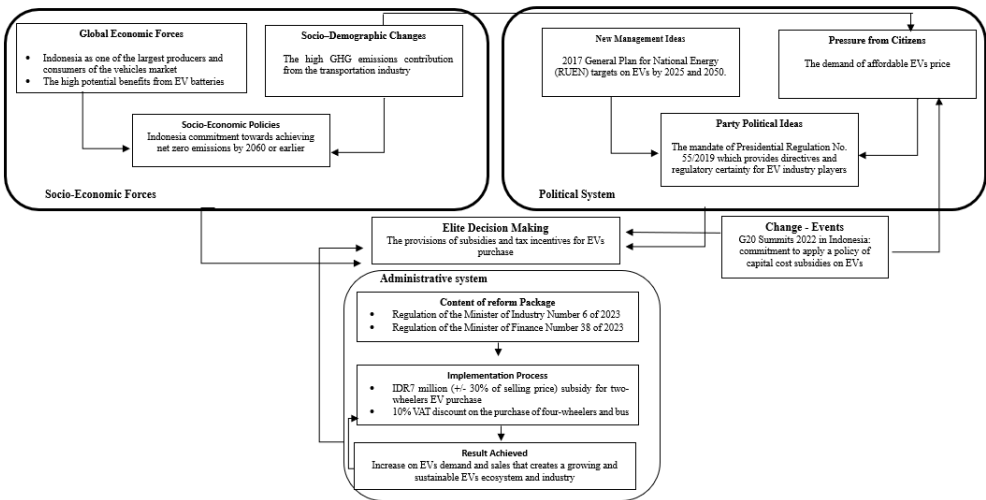 Global Economic Forces
• Indonesia as one of the largest producers and
consumers of the vehicles market
• The high potential benefits from EV batteries
Socio–Demographic Changes
The high GHG emissions contribution
from the transportation industry
Socio-Economic Policies
Indonesia commitment towards achieving
net zero emissions by 2060 or earlier
Socio-Economic Forces
New Management Ideas
2017 General Plan for National Energy
(RUEN) targets on EVs by 2025 and 2050.
Pressure from Citizens
The demand of affordable EVs price
Party Political Ideas
The mandate of Presidential Regulation No.
55/2019 which provides directives and
regulatory certainty for EV industry players
Political System
Elite Decision Making
The provisions of subsidies and tax incentives for EVs
purchase
Change - Events
G20 Summits 2022 in Indonesia:
commitment to apply a policy of
capital cost subsidies on EVs
Administrative system
Content of reform Package
• Regulation of the Minister of Industry Number 6 of 2023
• Regulation of the Minister of Finance Number 38 of 2023
Implementation Process
• IDR7 million (+/- 30% of selling price) subsidy for two-
wheelers EV purchase
• 10% VAT discount on the purchase of four-wheelers and bus
Result Achieved
Increase on EVs demand and sales that creates a growing and
sustainable EVs ecosystem and industry